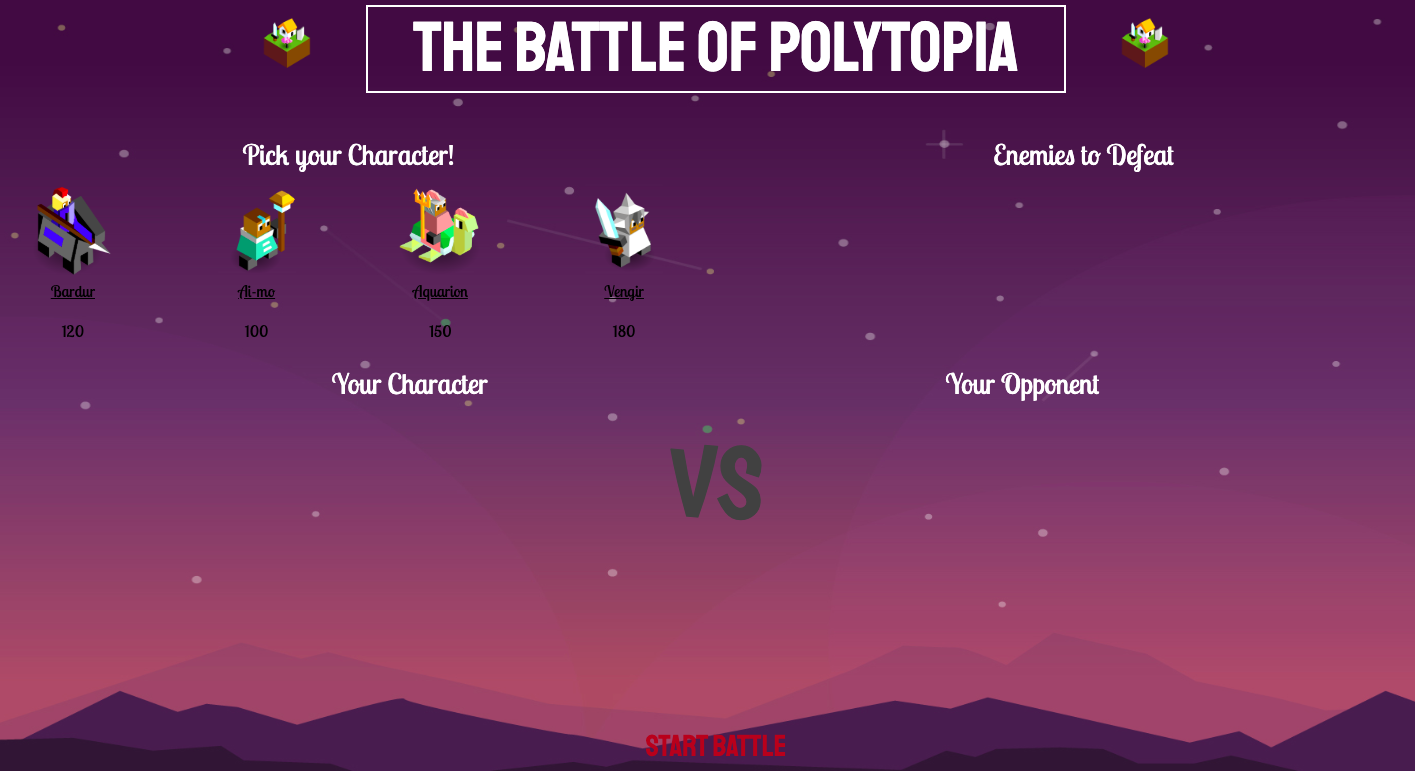 THE BATTLE OF POLYTOPIA
Pick your Character!
Enemies to Defeat
Bardur
Ai-mo
Aquarion
Vengir
120
100
150
180
Your Character
Your Opponent
VS
START BATTLE